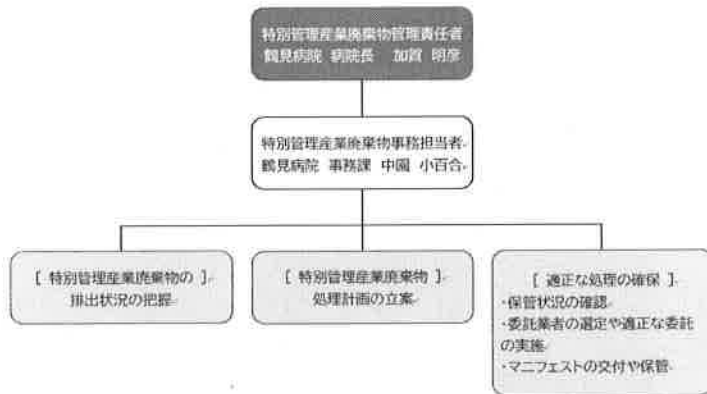 特別管理産業廃棄物管理責任者
鶴見病院 病院長 加賀 明彦
特別管理産業廃棄物事務担当者
鶴見病院 事務課 中園 小百合
[ 特別管理産業廃棄物の ]
排出状況の把握
[ 特別管理産業廃棄物 ]
処理計画の立案
[ 適正な処理の確保 ]
・保管状況の確認
・委託業者の選定や適正な委託
の実施
・マニフェストの交付や保管